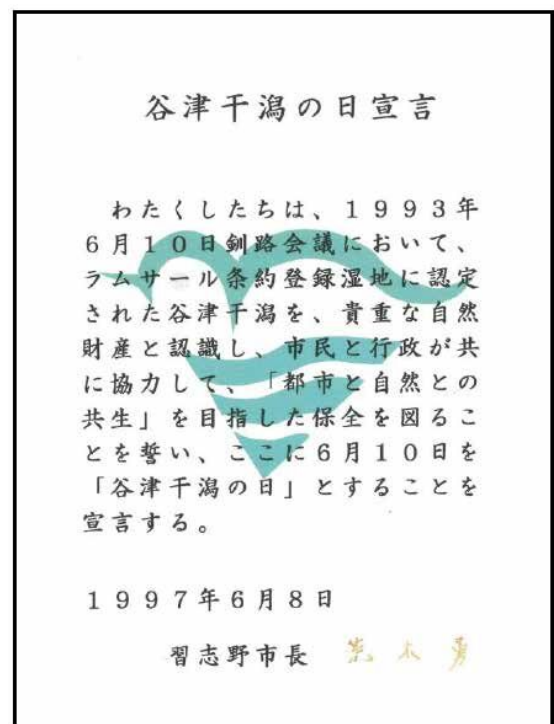 谷津干潟の日宣言
わたくしたちは、１９９３年
６月１０日釧路会議において、
ラムサール条約登録湿地に認定
された谷津干潟を、貴重な自然
財産と認識し、市民と行政が共
に協力して、「都市と自然との
共生」を目指した保全を図るこ
とを誓い、ここに６月１０日を
「谷津干潟の日」とすることを
宣言する。
１９９７年６月８日
習志野市長 荒木勇